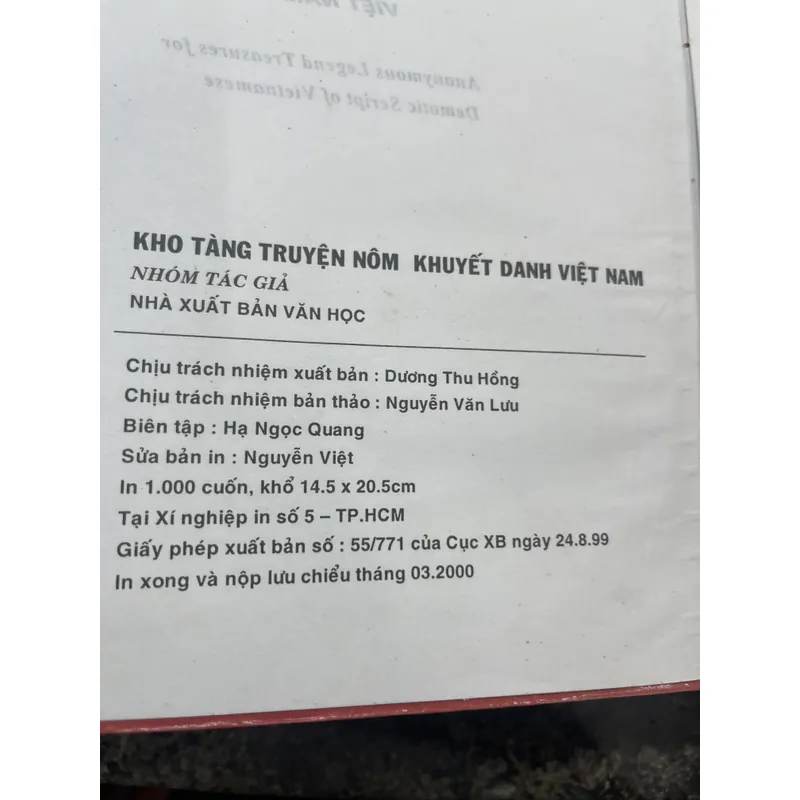 VIỆT NAM
Anonymous Legend Treasures for
Demotic Script of Vietnamese
KHO TÀNG TRUYỆN NÔM KHUYẾT DANH VIỆT NAM
NHÓM TÁC GIẢ
NHÀ XUẤT BẢN VĂN HỌC
Chịu trách nhiệm xuất bản : Dương Thu Hồng
Chịu trách nhiệm bản thảo : Nguyễn Văn Lưu
Biên tập : Hạ Ngọc Quang
Sửa bản in : Nguyễn Việt
In 1.000 cuốn, khổ 14.5 x 20.5cm
Tại Xí nghiệp in số 5 – TP.HCM
Giấy phép xuất bản số : 55/771 của Cục XB ngày 24.8.99
In xong và nộp lưu chiểu tháng 03.2000